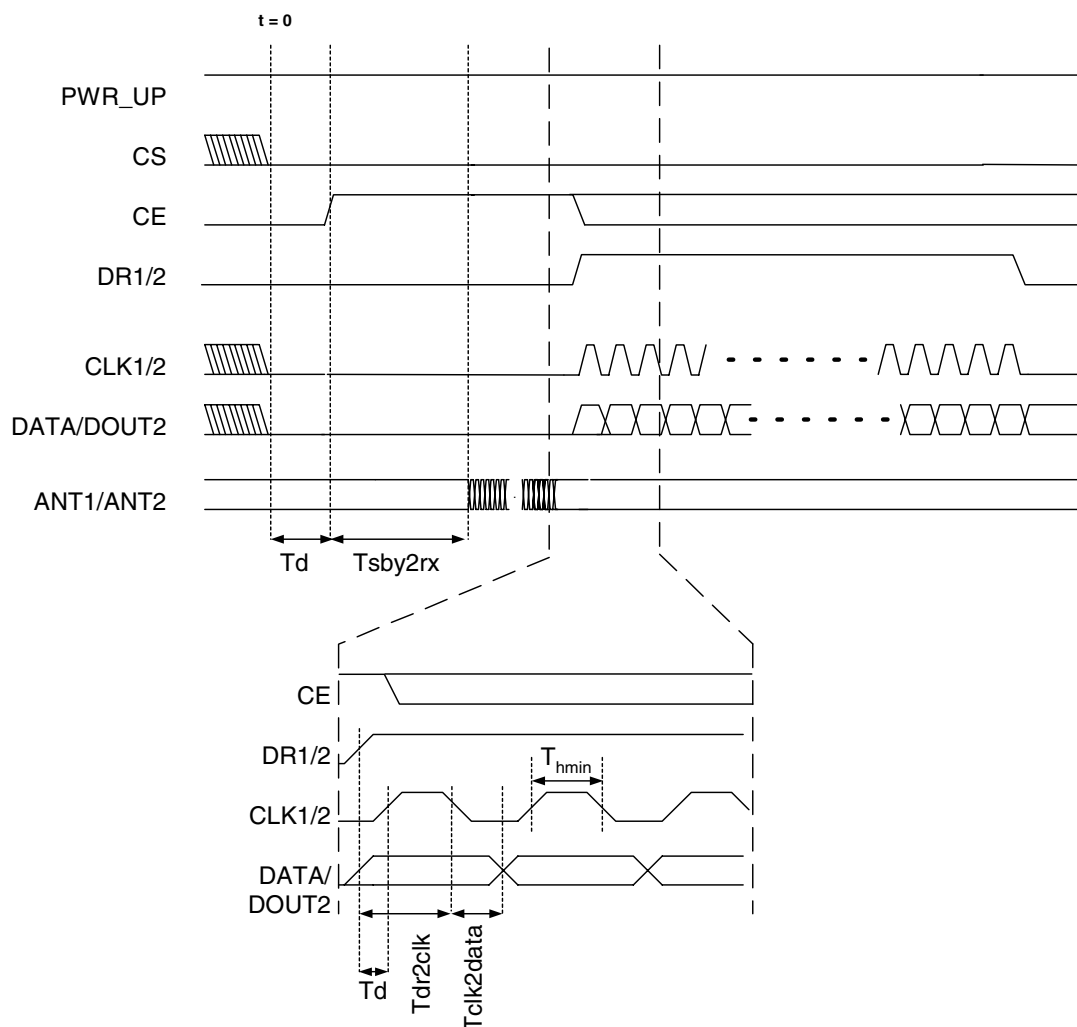 t = 0
PWR_UP
CS
CE
DR1/2
CLK1/2
DATA/DOUT2
ANT1/ANT2
Td
Tsby2rx
CE
DR1/2
Thmin
CLK1/2
DATA/
DOUT2
Td
Tdr2clk
Tclk2data